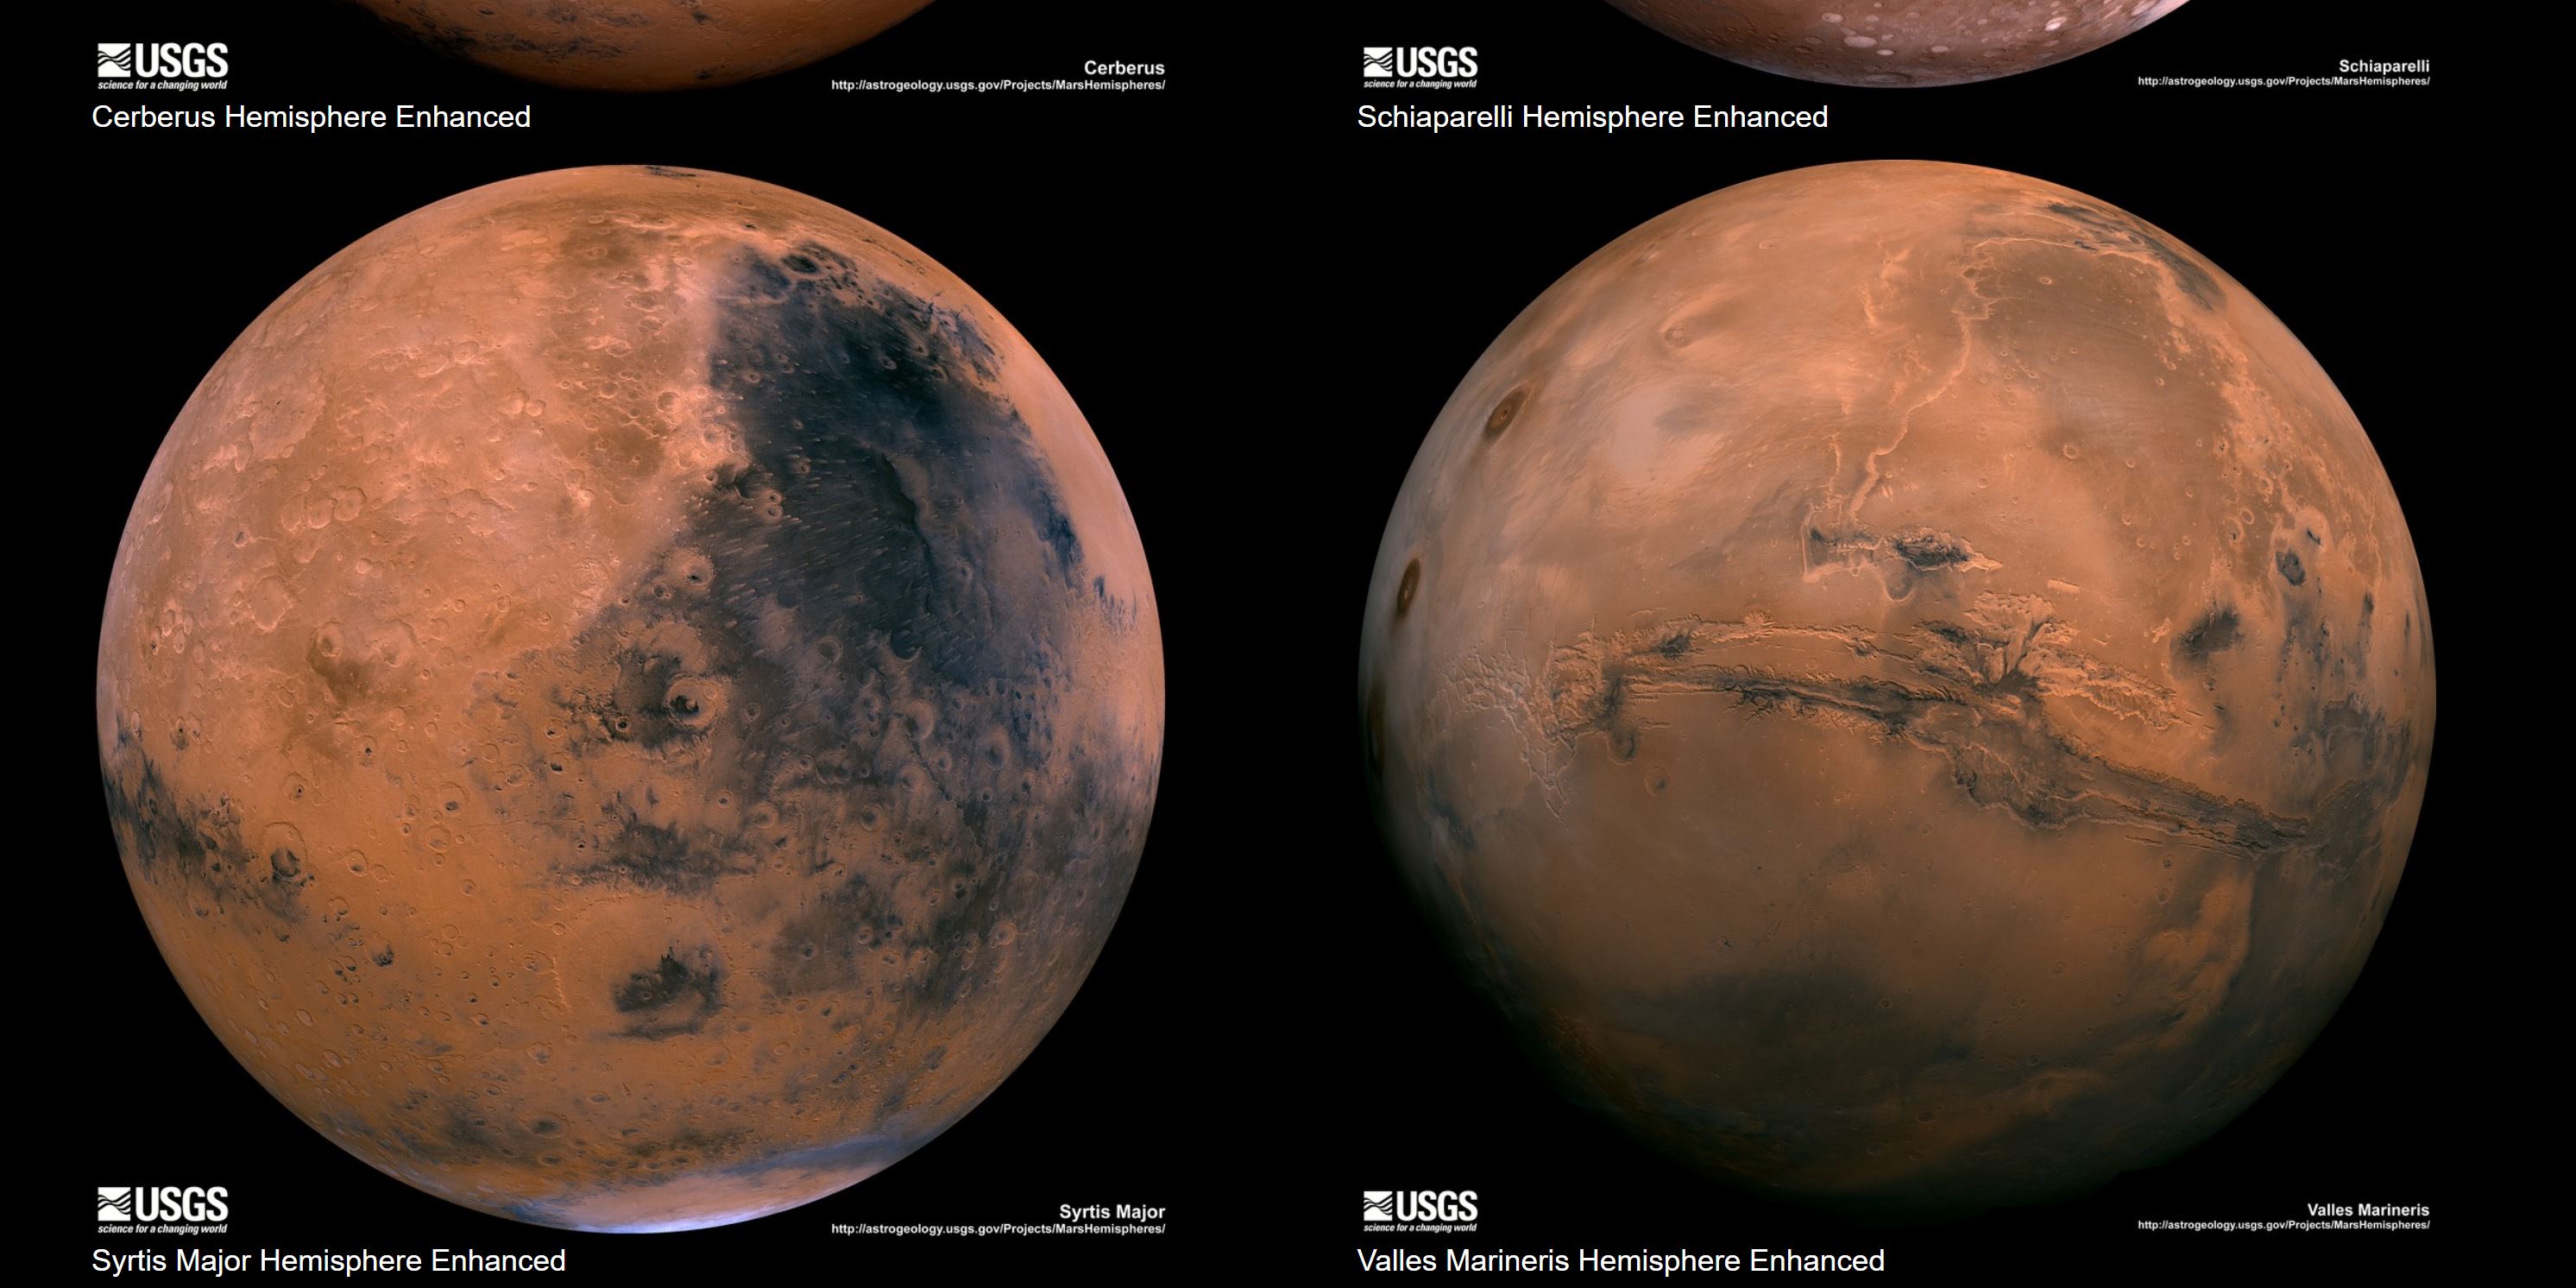 USGS
science for a changing world
Cerberus
http://astrogeology.usgs.gov/Projects/MarsHemispheres/
Cerberus Hemisphere Enhanced
USGS
science for a changing world
Schiaparelli
http://astrogeology.usgs.gov/Projects/MarsHemispheres/
Schiaparelli Hemisphere Enhanced
USGS
science for a changing world
Syrtis Major
http://astrogeology.usgs.gov/Projects/MarsHemispheres/
Syrtis Major Hemisphere Enhanced
USGS
science for a changing world
Valles Marineris
http://astrogeology.usgs.gov/Projects/MarsHemispheres/
Valles Marineris Hemisphere Enhanced